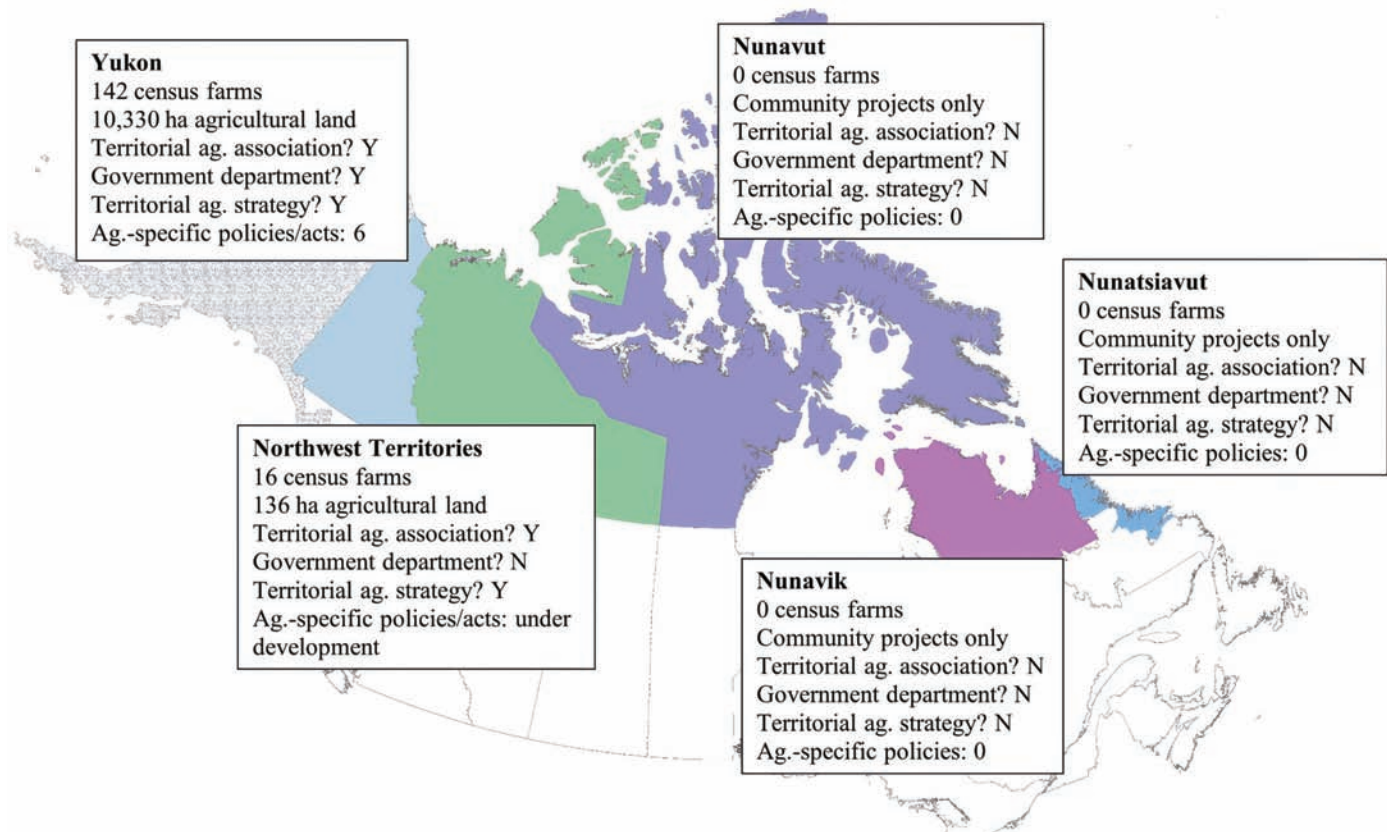 Yukon
142 census farms
10,330 ha agricultural land
Territorial ag. association? Y
Government department? Y
Territorial ag. strategy? Y
Ag.-specific policies/acts: 6
Nunavut
0 census farms
Community projects only
Territorial ag. association? N
Government department? N
Territorial ag. strategy? N
Ag.-specific policies: 0
Nunatsiavut
0 census farms
Community projects only
Territorial ag. association? N
Government department? N
Territorial ag. strategy? N
Ag.-specific policies: 0
Northwest Territories
16 census farms
136 ha agricultural land
Territorial ag. association? Y
Government department? N
Territorial ag. strategy? Y
Ag.-specific policies/acts: under
development
Nunavik
0 census farms
Community projects only
Territorial ag. association? N
Government department? N
Territorial ag. strategy? N
Ag.-specific policies: 0